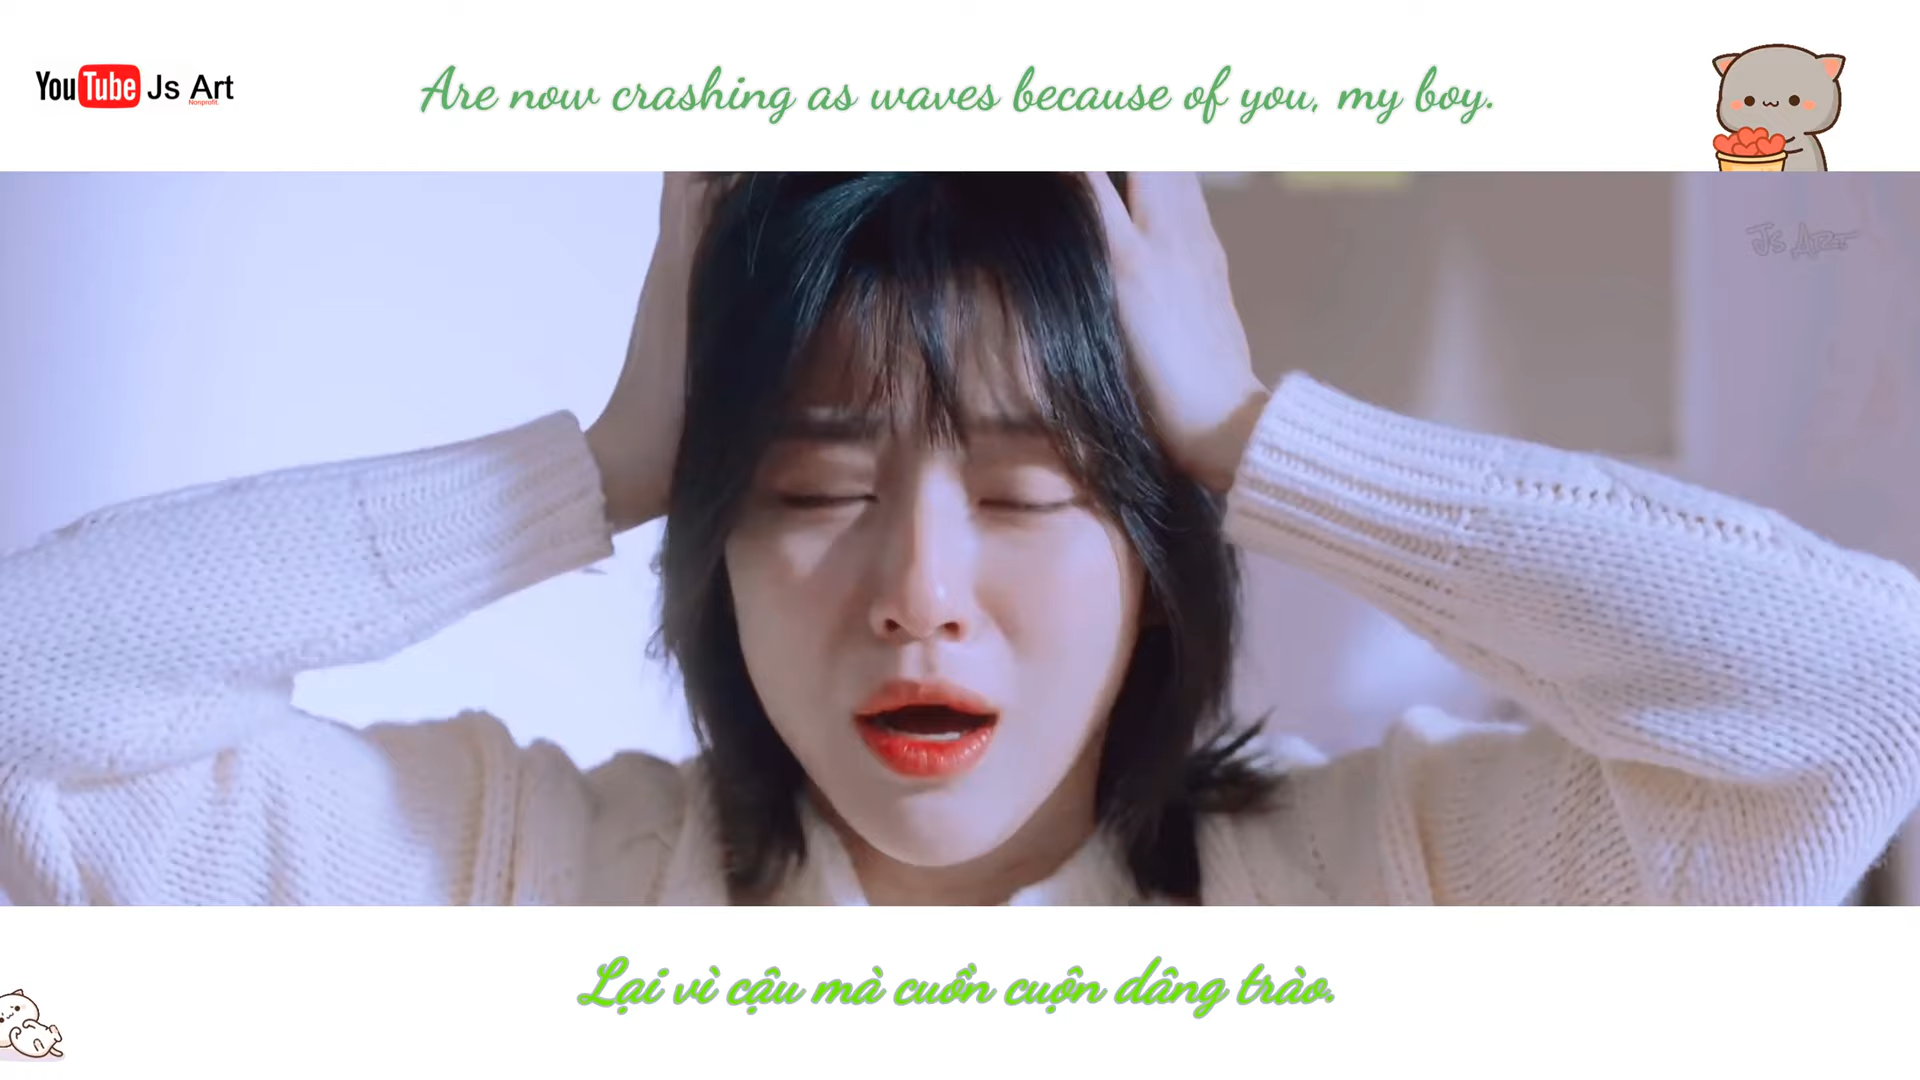 YouTube Js Art
Nonprofit.
Are now crashing as waves because of you, my boy.
Js ART
Lại vì cậu mà cuồn cuộn dâng trào.